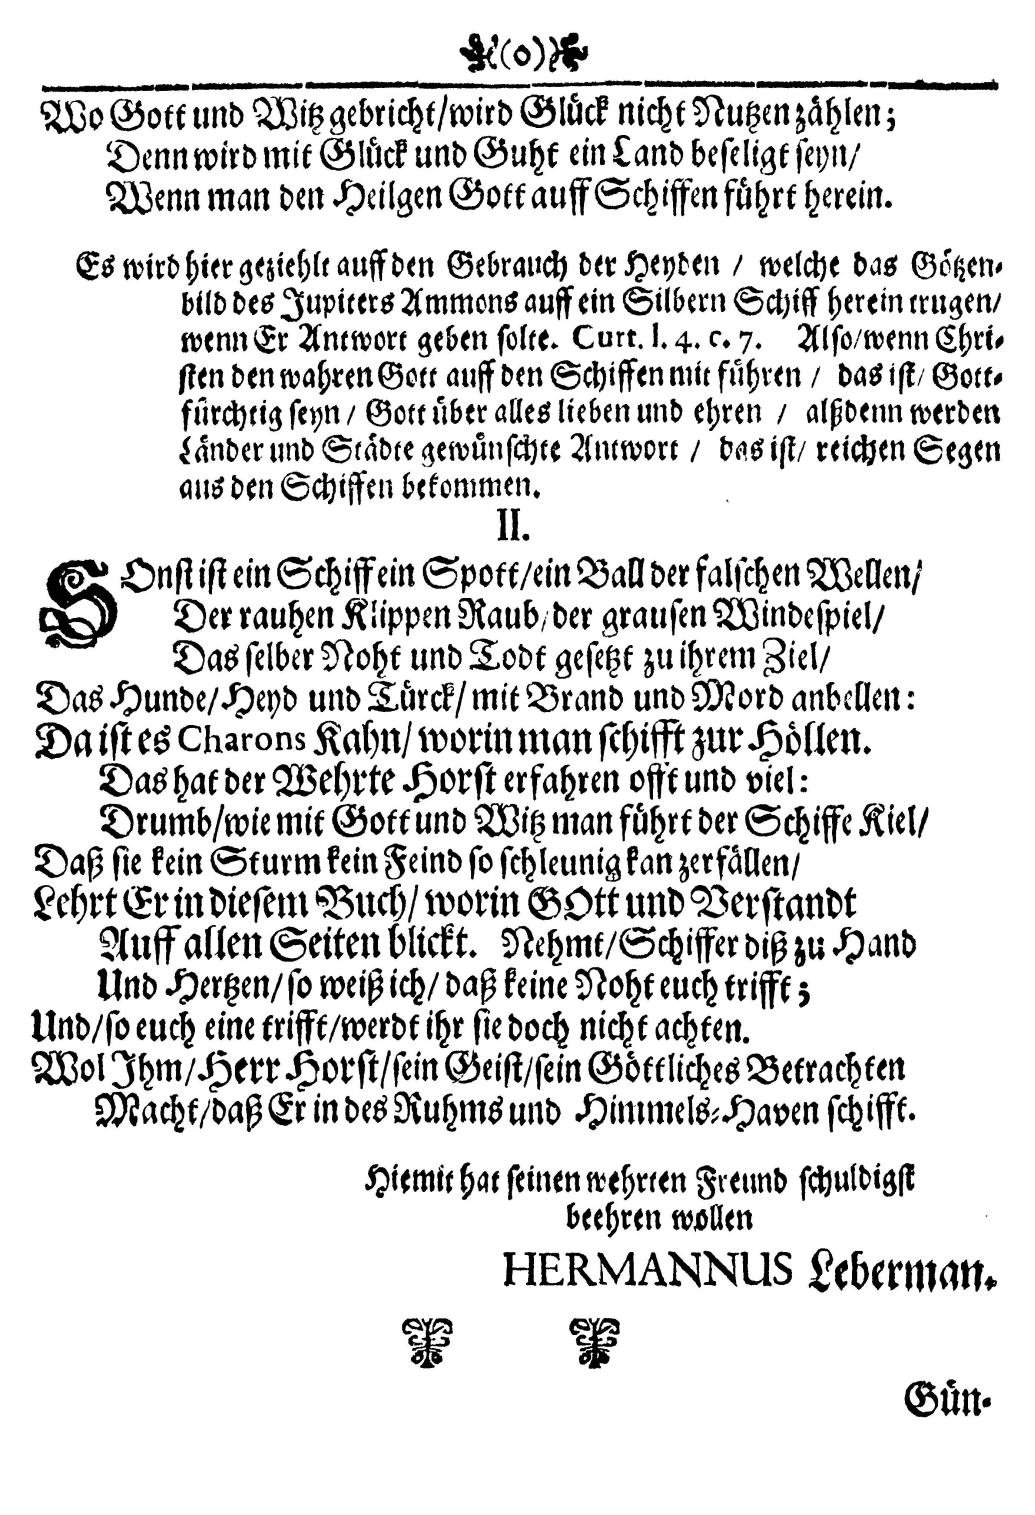 (o)
Wo Gott und Witz gebricht/wird Glück nicht Nutzen zählen;
Denn wird mit Glück und Guht ein Land beseligt seyn/
Wenn man den Heilgen Gott auff Schiffen führt herein.
Es wird hier geziehlt auff den Gebrauch der Heyden / welche das Götzen-
bild des Jupiters Ammons auff ein Silbern Schiff herein trugen/
wenn Er Antwort geben solte. Curt. l. 4. c. 7. Also/wenn Chri-
sten den wahren Gott auff den Schiffen mit führen / das ist/ Gott-
fürchtig seyn / Gott über alles lieben und ehren / alßdenn werden
Länder und Städte gewünschte Antwort / das ist/ reichen Segen
aus den Schiffen bekommen.
II.
SOnst ist ein Schiff ein Spott/ein Ball der falschen Wellen/
Der rauhen Klippen Raub/der grausen Windespiel/
Das selber Noht und Todt gesetzt zu ihrem Ziel/
Das Hunde/Heyd und Türck/mit Brand und Mord anbellen:
Da ist es Charons Kahn/worin man schifft zur Höllen.
Das hat der Wehrte Horst erfahren offt und viel:
Drumb/wie mit Gott und Witz man führt der Schiffe Kiel/
Daß sie kein Sturm kein Feind so schleunig kan zerfällen/
Lehrt Er in diesem Buch/worin GOtt und Verstandt
Auff allen Seiten blickt. Nehmt/Schiffer diß zu Hand
Und Hertzen/so weiß ich/daß keine Noht euch trifft;
Und/so euch eine trifft/werdt ihr sie doch nicht achten.
Wol Ihm/Herr Horst/sein Geist/sein Göttliches Betrachten
Macht/daß Er in des Ruhms und Himmels-Haven schifft.
Hiemit hat seinen wehrten Freund schuldigst
beehren wollen
HERMANNUS Leberman.
Gün-